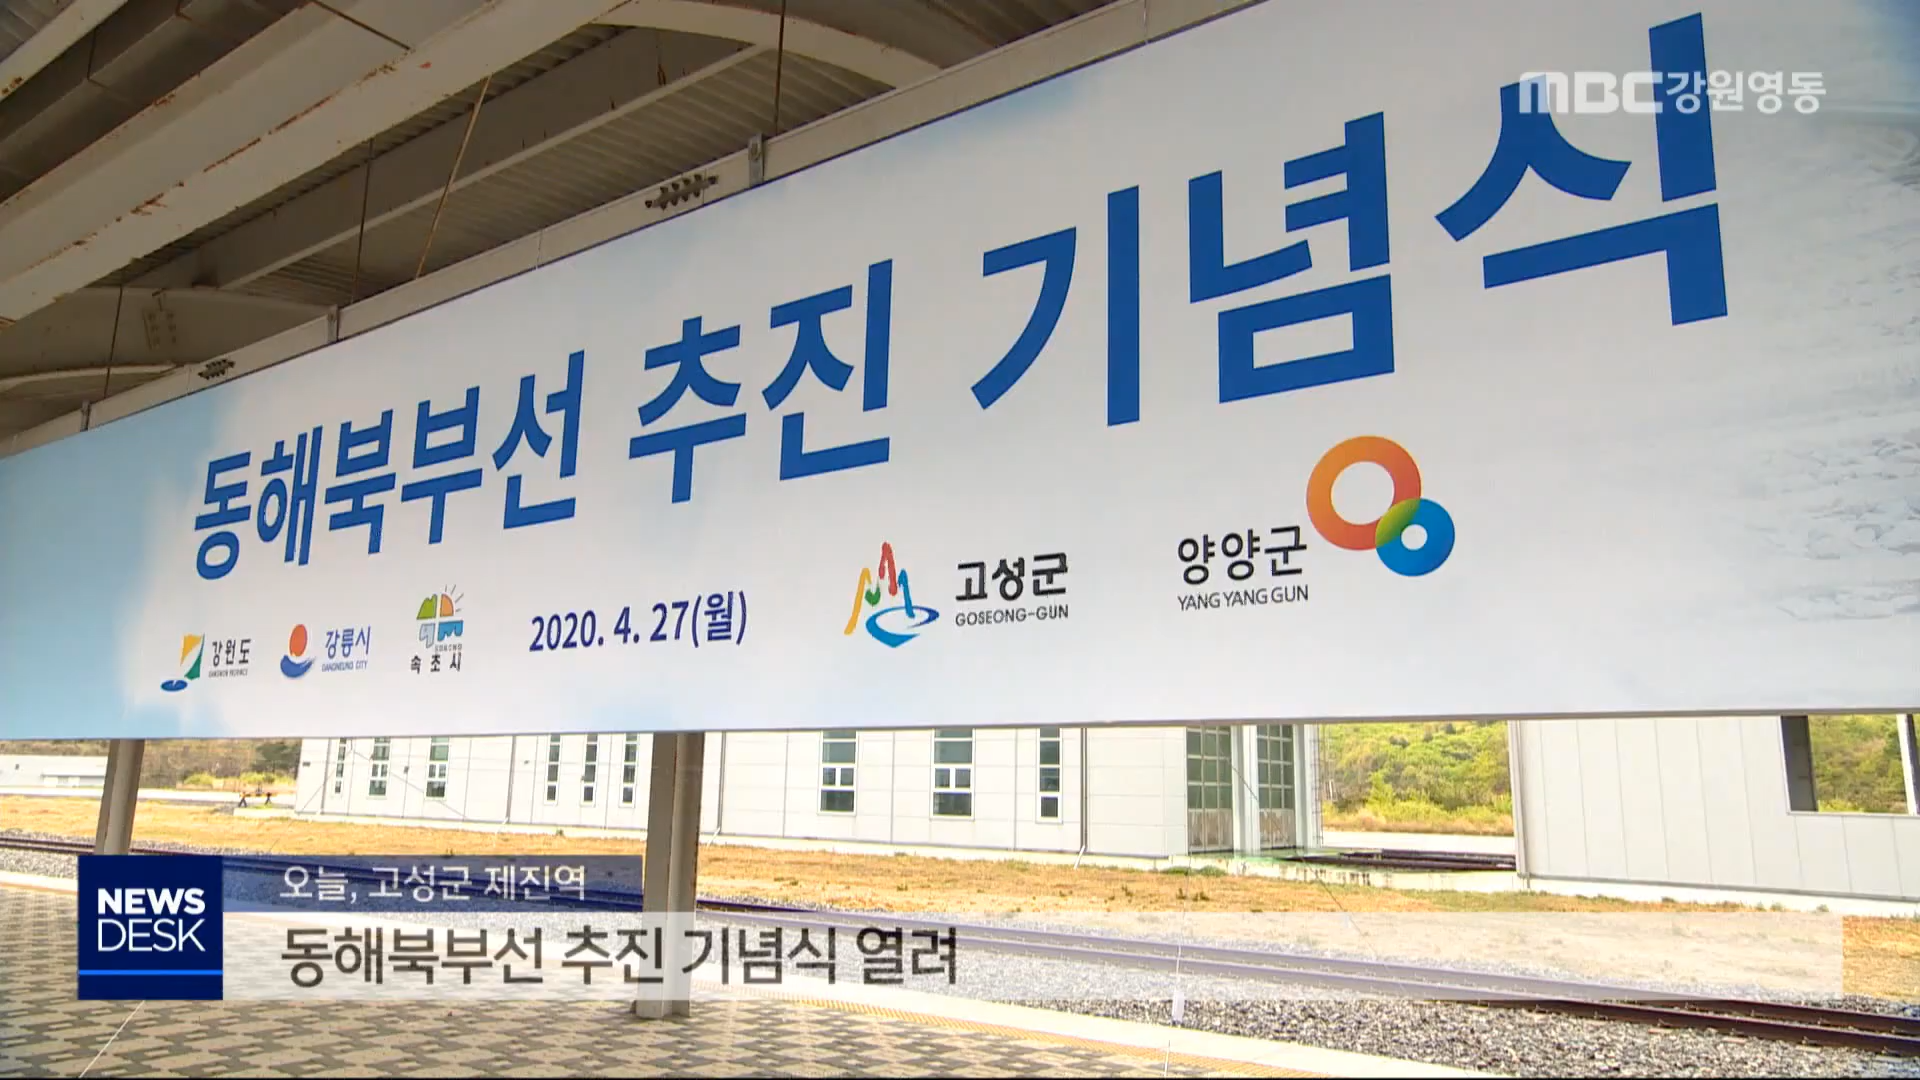 MBC강원영동
동해북부선 추진 기념식
강원도
강릉시
GANGNEUNG CITY
SOKCHO
속초시
2020. 4. 27(월)
고성군
GOSEONG-GUN
양양군
YANG YANG GUN
NEWS
DESK
오늘, 고성군 제진역
동해북부선 추진 기념식 열려